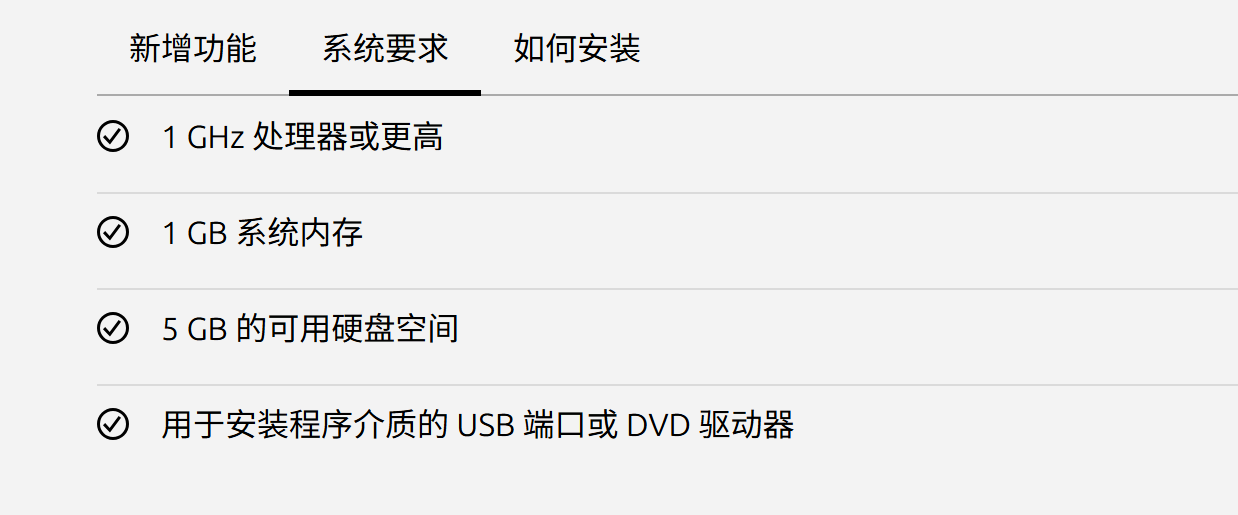 新增功能 系统要求 如何安装
1 GHz 处理器或更高
1 GB 系统内存
5 GB 的可用硬盘空间
用于安装程序介质的 USB 端口或 DVD 驱动器